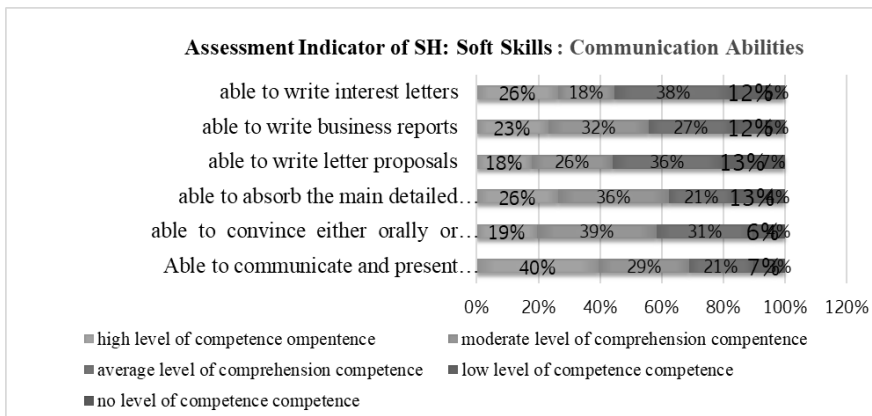 Assessment Indicator of SH: Soft Skills : Communication Abilities
able to write interest letters 26% 18% 38% 12%
able to write business reports 23% 32% 27% 12%
able to write letter proposals 18% 26% 36% 13% 7%
able to absorb the main detailed… 26% 36% 21% 13%
able to convince either orally or… 19% 39% 31% 6%
Able to communicate and present… 40% 29% 21% 7%
0% 20% 40% 60% 80% 100% 120%
high level of competence ompentence moderate level of comprehension compentence
average level of comprehension competence low level of competence competence
no level of competence competence